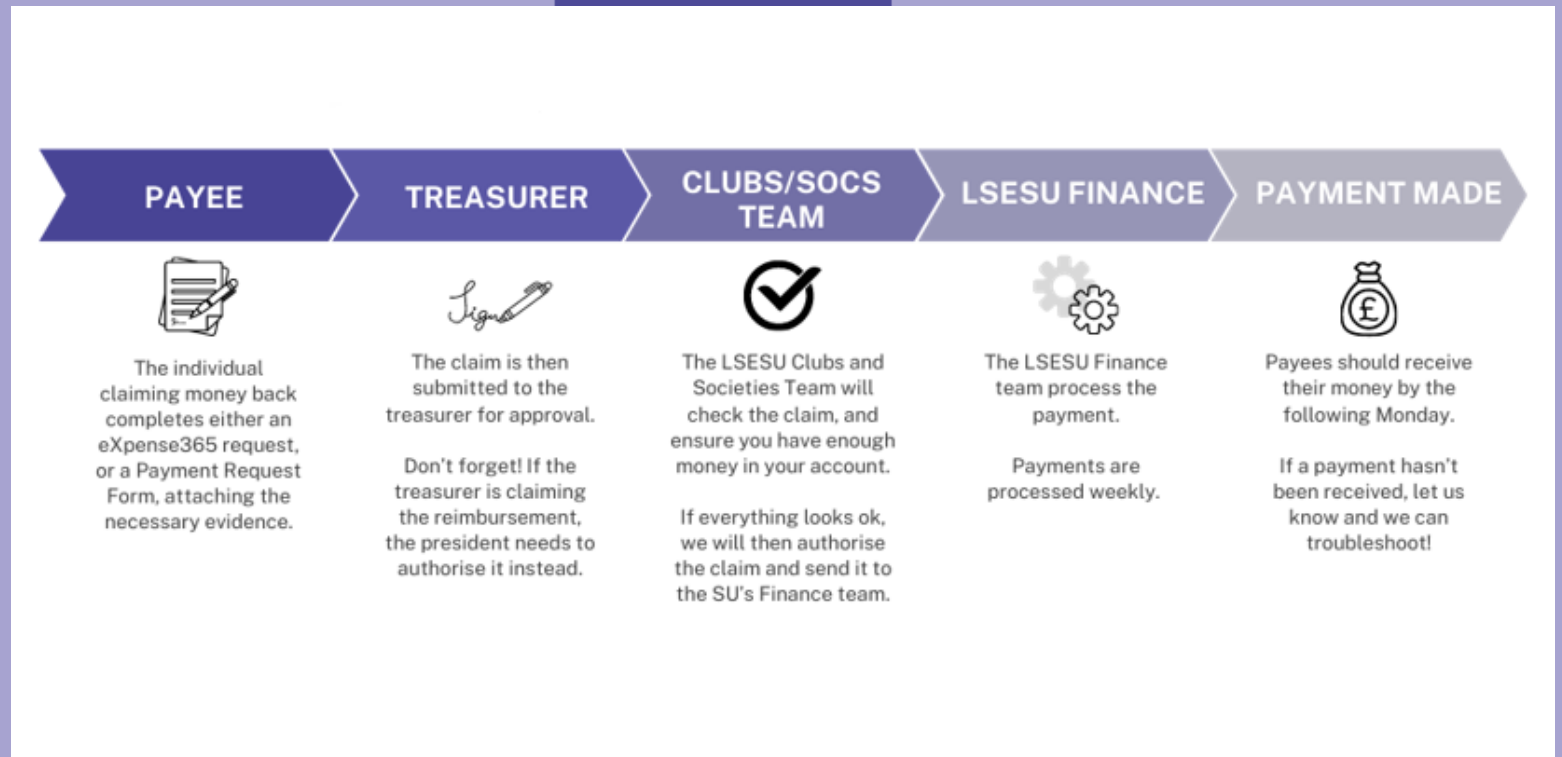 PAYEE
The individual
claiming money back
completes either an
eXpense365 request,
or a Payment Request
Form, attaching the
necessary evidence.
TREASURER
Sign
The claim is then
submitted to the
treasurer for approval.
Don't forget! If the
treasurer is claiming
the reimbursement,
the president needs to
authorise it instead.
CLUBS/SOCS
TEAM
The LSESU Clubs and
Societies Team will
check the claim, and
ensure you have enough
money in your account.
If everything looks ok,
we will then authorise
the claim and send it to
the SU's Finance team.
LSESU FINANCE
The LSESU Finance
team process the
payment.
Payments are
processed weekly.
PAYMENT MADE
£
Payees should receive
their money by the
following Monday.
If a payment hasn't
been received, let us
know and we can
troubleshoot!